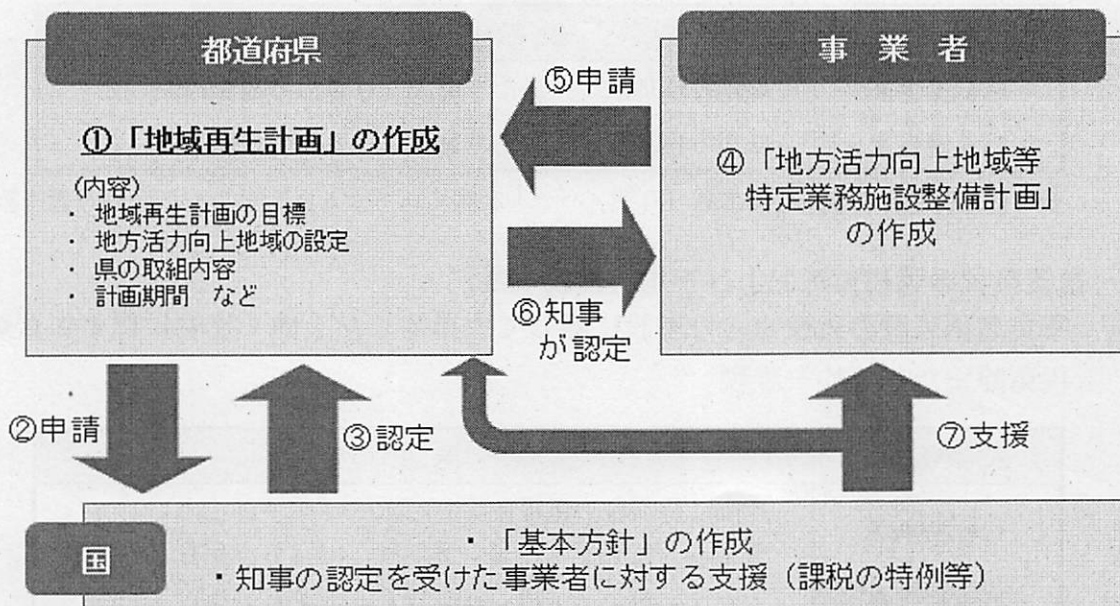 都道府県
①「地域再生計画」の作成
(内容)
・ 地域再生計画の目標
・ 地方活力向上地域の設定
・ 県の取組内容
・ 計画期間　など
⑤申請
⑥知事
が認定
事　業　者
④「地方活力向上地域等
特定業務施設整備計画」
の作成
②申請
③認定
⑦支援
国
・「基本方針」の作成
・知事の認定を受けた事業者に対する支援（課税の特例等）